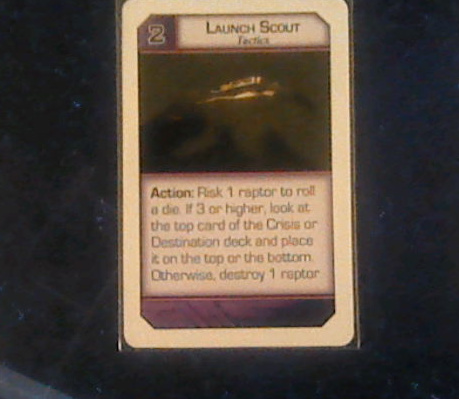 2
Launch Scout
Tactics
Action: Risk 1 raptor to roll
a die. If 3 or higher, look at
the top card of the Crisis or
Destination deck and place
it on the top or the bottom.
Otherwise, destroy 1 raptor